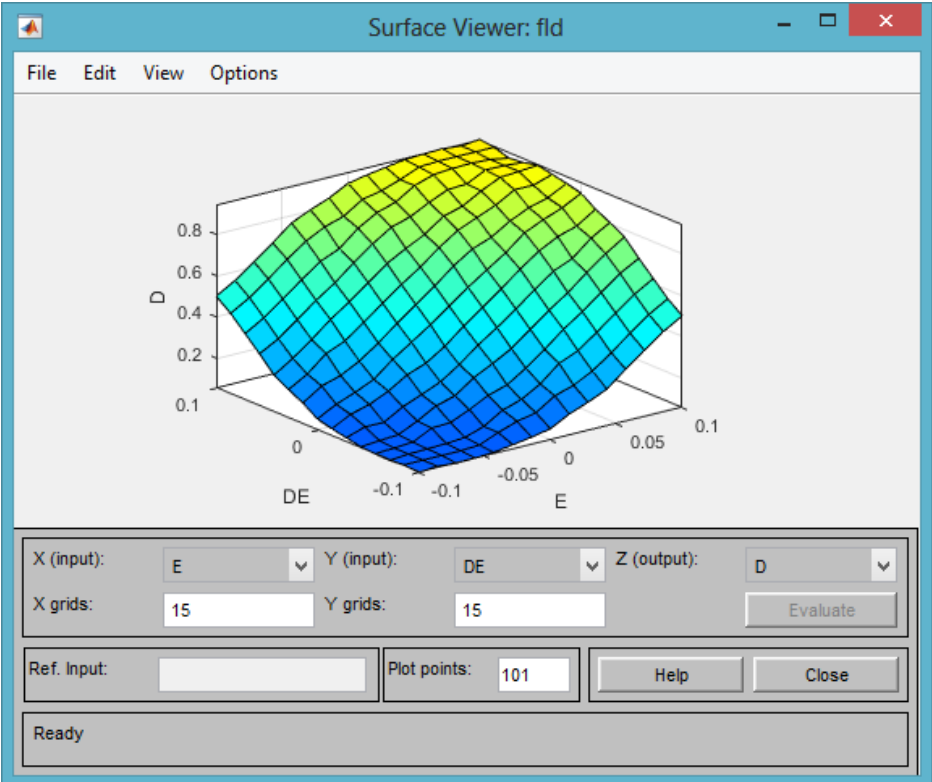 Surface Viewer: fld
File Edit View Options
0.8
0.6
D
0.4
0.2
0.1
0
DE
-0.1
-0.1
-0.05
0
E
0.05
0.1
X (input): E Y (input): DE Z (output): D
X grids: 15 Y grids: 15 Evaluate
Ref. Input: Plot points: 101 Help Close
Ready